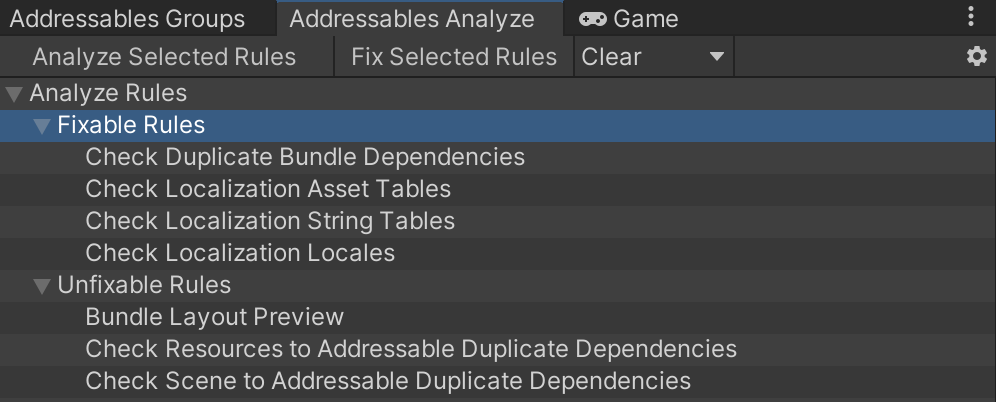 Addressables Groups Addressables Analyze Game
Analyze Selected Rules Fix Selected Rules Clear
Analyze Rules
Fixable Rules
Check Duplicate Bundle Dependencies
Check Localization Asset Tables
Check Localization String Tables
Check Localization Locales
Unfixable Rules
Bundle Layout Preview
Check Resources to Addressable Duplicate Dependencies
Check Scene to Addressable Duplicate Dependencies